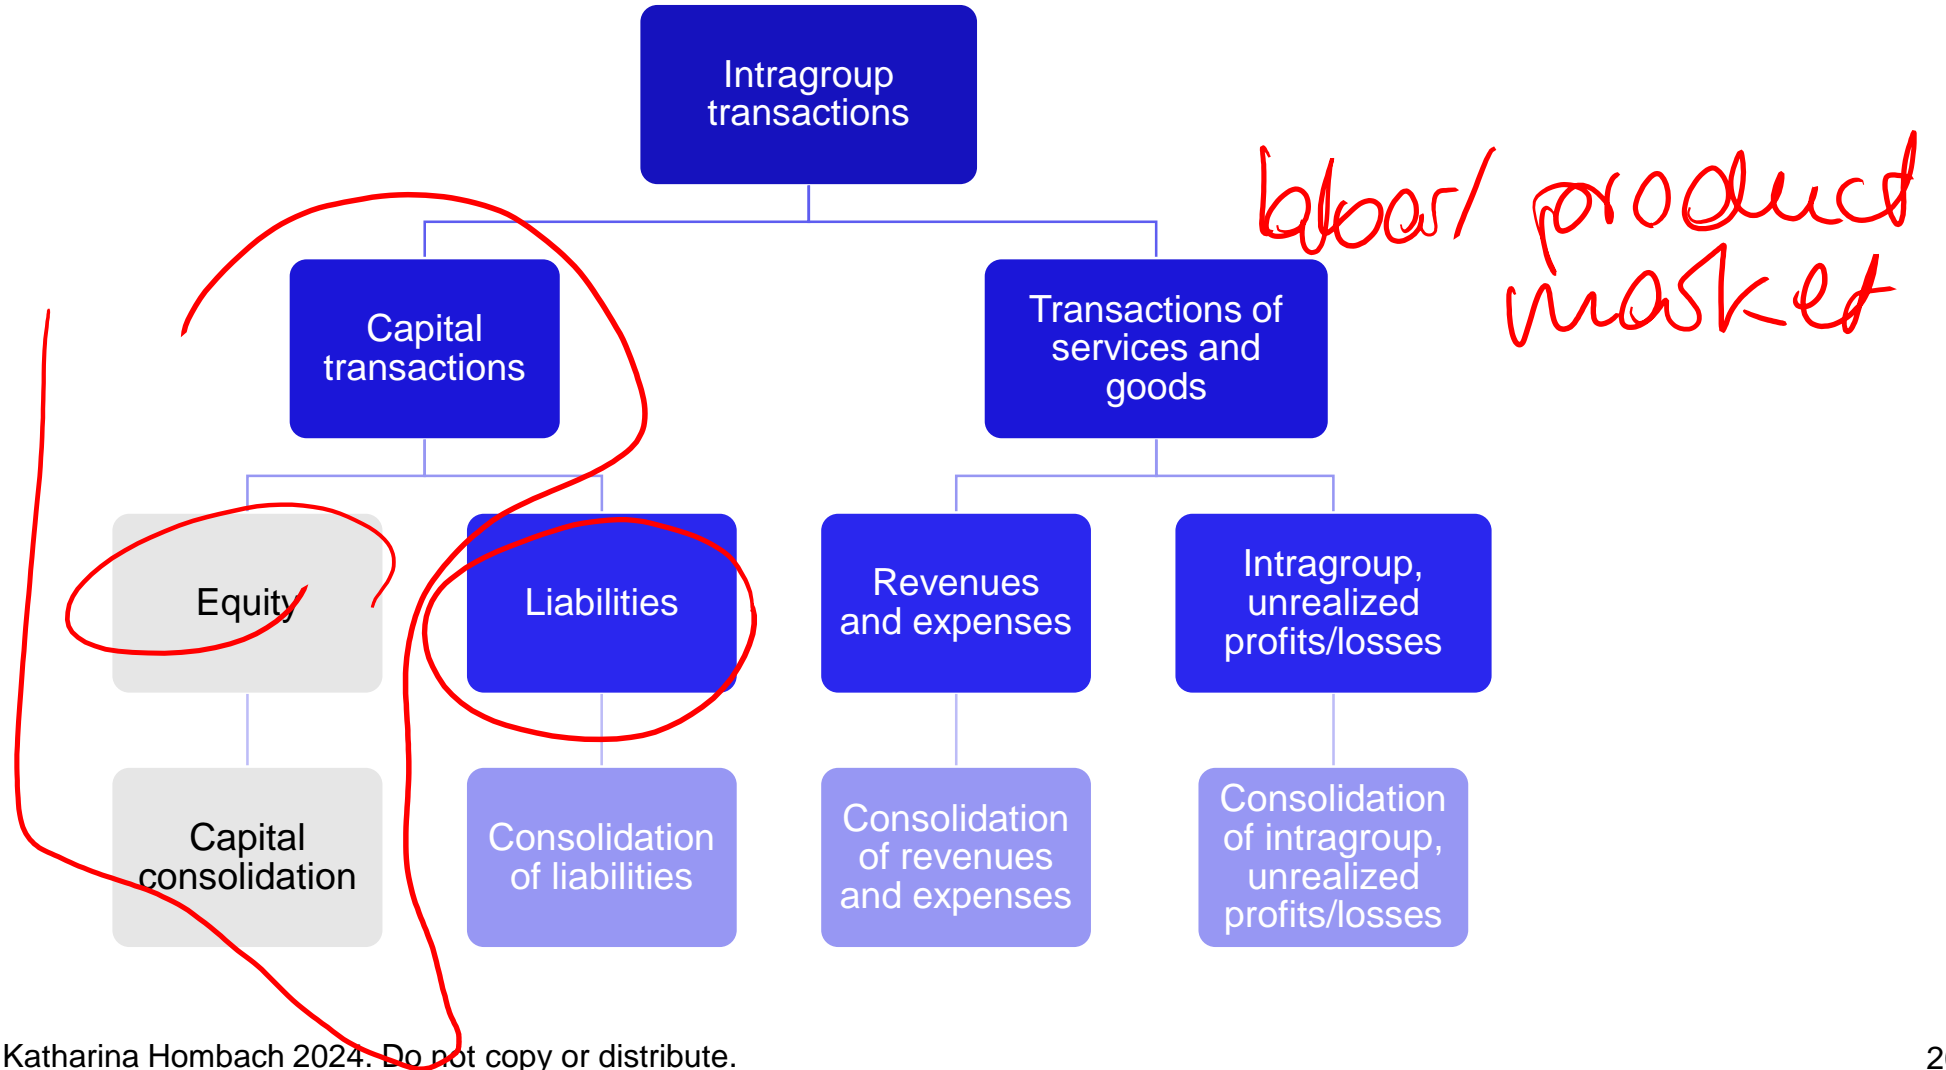 Intragroup
transactions
labor/ product
market
Capital
transactions
Transactions of
services and
goods
Equity
Liabilities
Revenues
and expenses
Intragroup,
unrealized
profits/losses
Capital
consolidation
Consolidation
of liabilities
Consolidation
of revenues
and expenses
Consolidation
of intragroup,
unrealized
profits/losses
Katharina Hombach 2024. Do not copy or distribute.